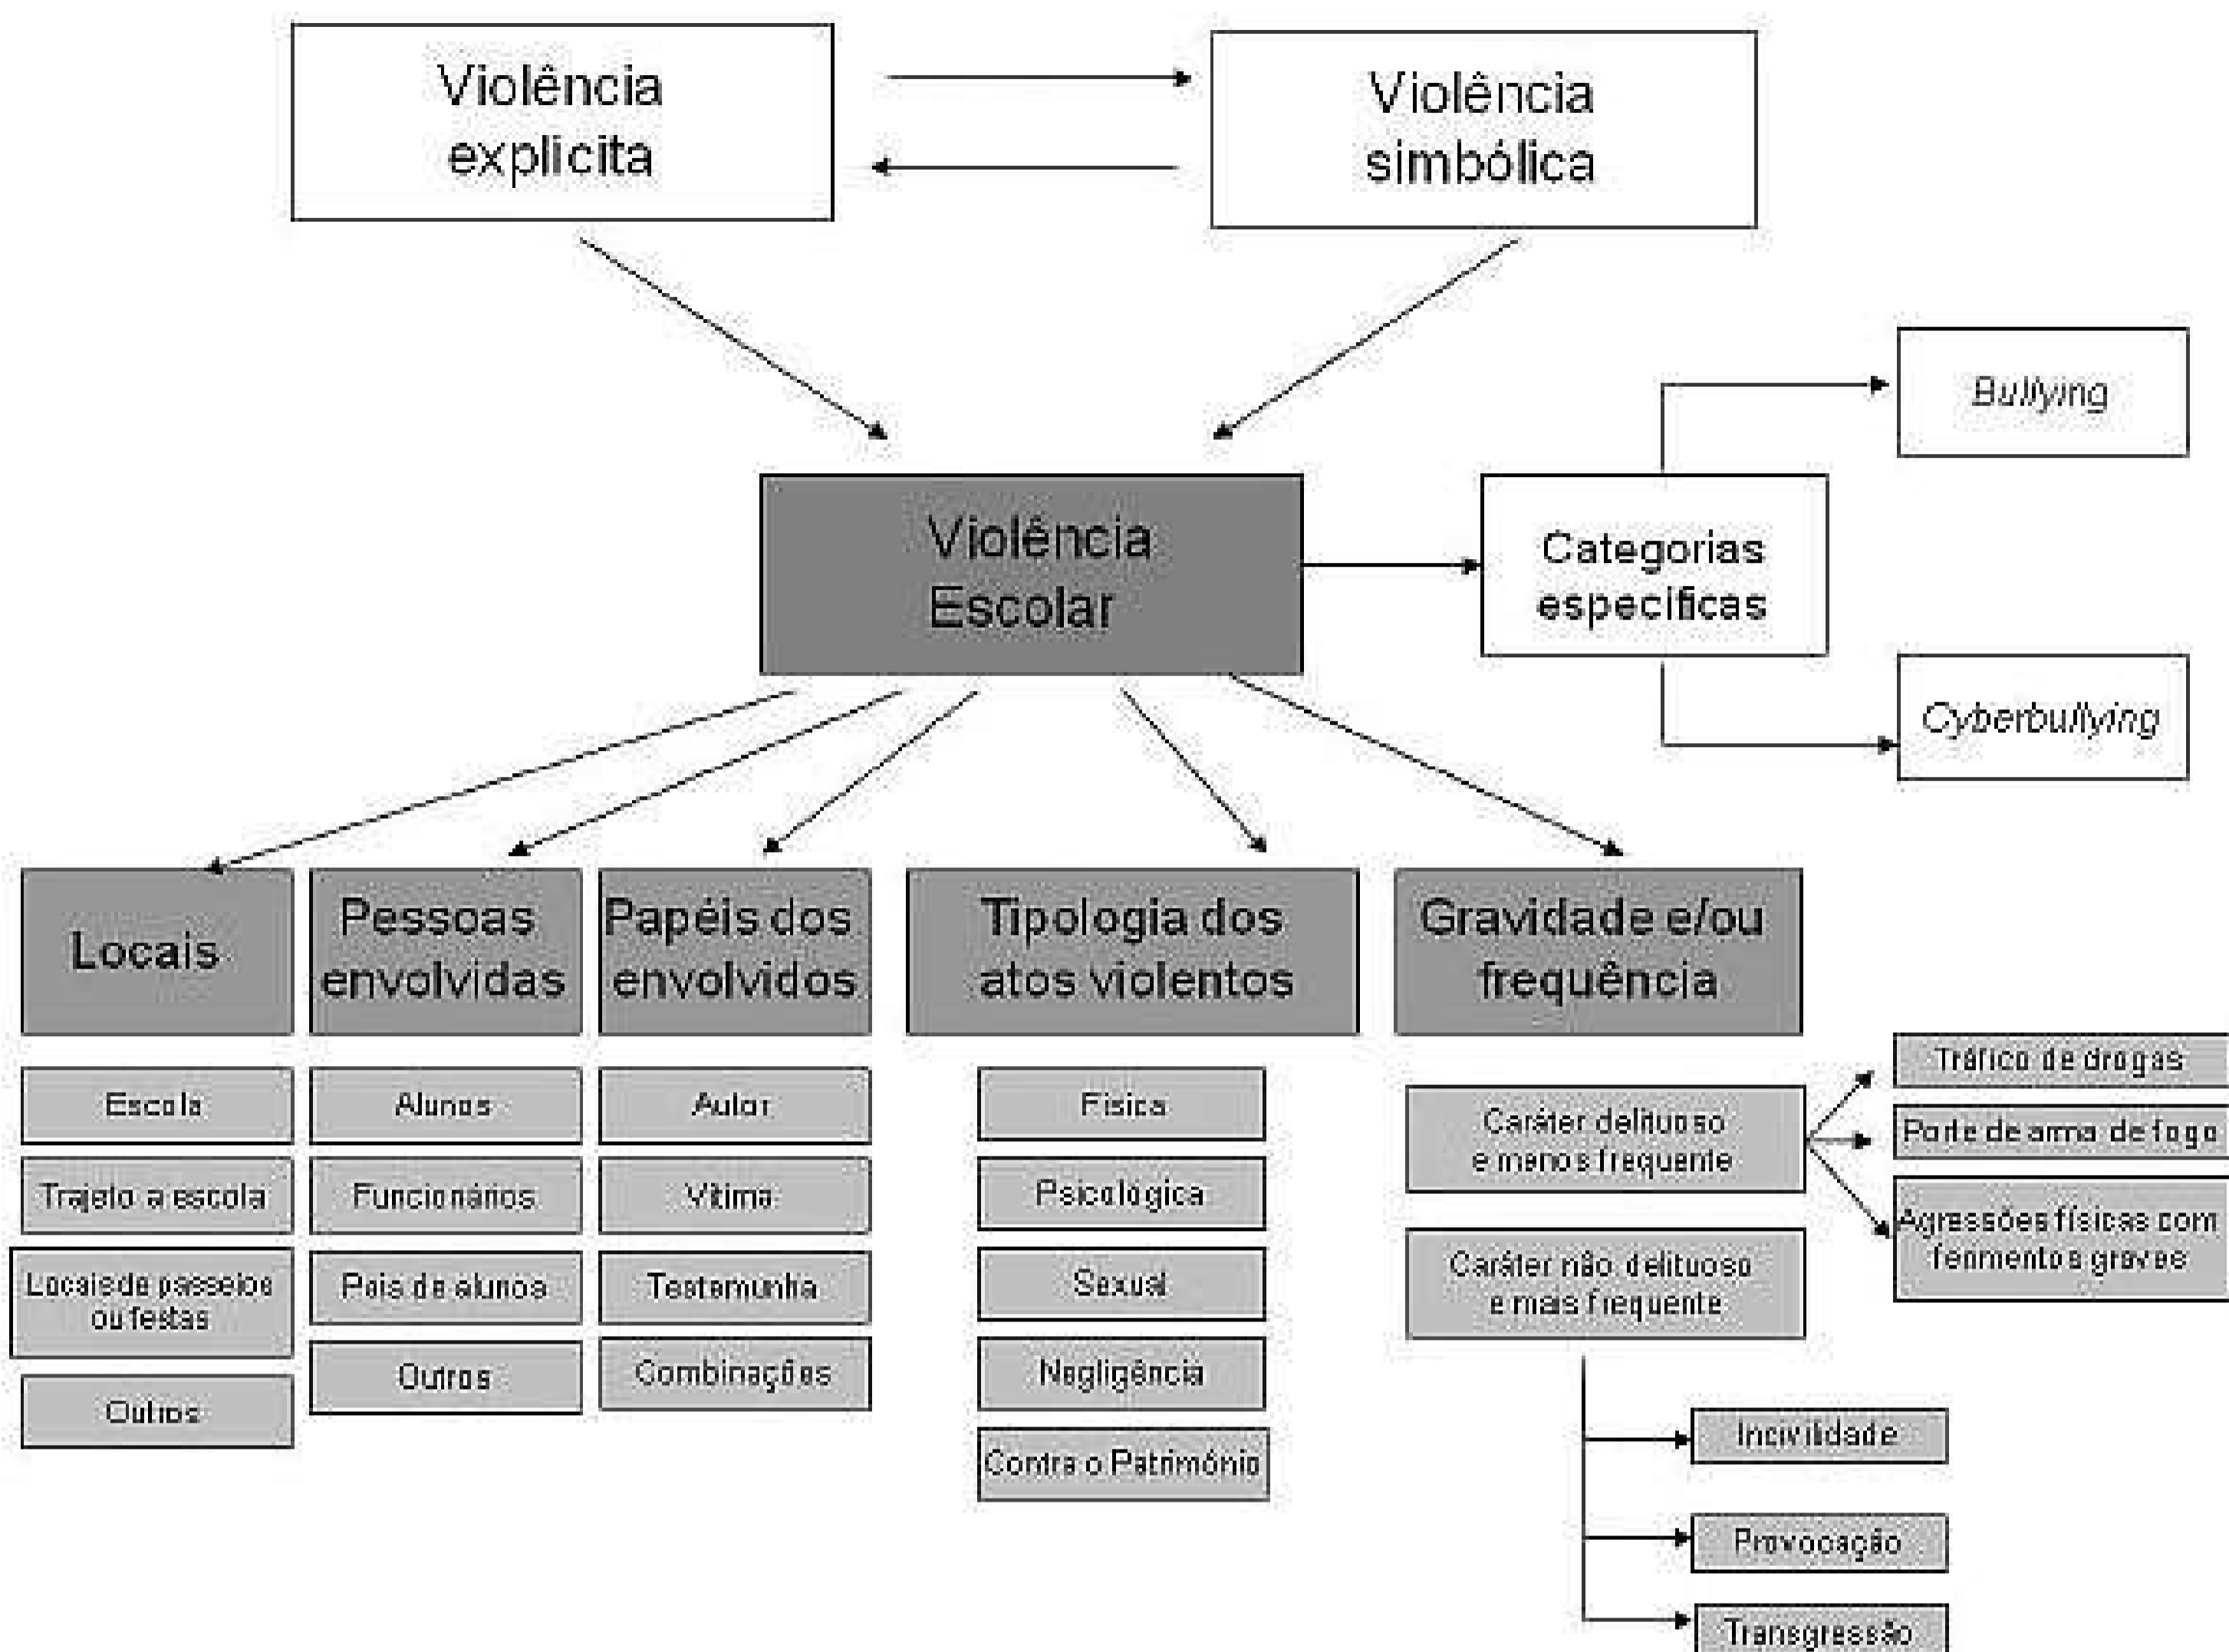 Violência
explicita
Violência
simbólica
Bullying
Violência
Escolar
Categorias
específicas
Cyberbullying
Locais
Pessoas
envolvidas
Papéis dos
envolvidos
Tipologia dos
atos violentos
Gravidade e/ou
frequência
Escola
Trajeto a escola
Locais de passeios
ou festas
Outros
Alunos
Funcionários
Pais de alunos
Outros
Autor
Vítima
Testemunha
Combinações
Física
Psicológica
Sexual
Negligência
Contra o Patrimônio
Caráter delituoso
e menos frequente
Tráfico de drogas
Porte de arma de fogo
Agressões físicas com
ferimentos graves
Caráter não delituoso
e mais frequente
Incivilidade
Provocação
Transgressão